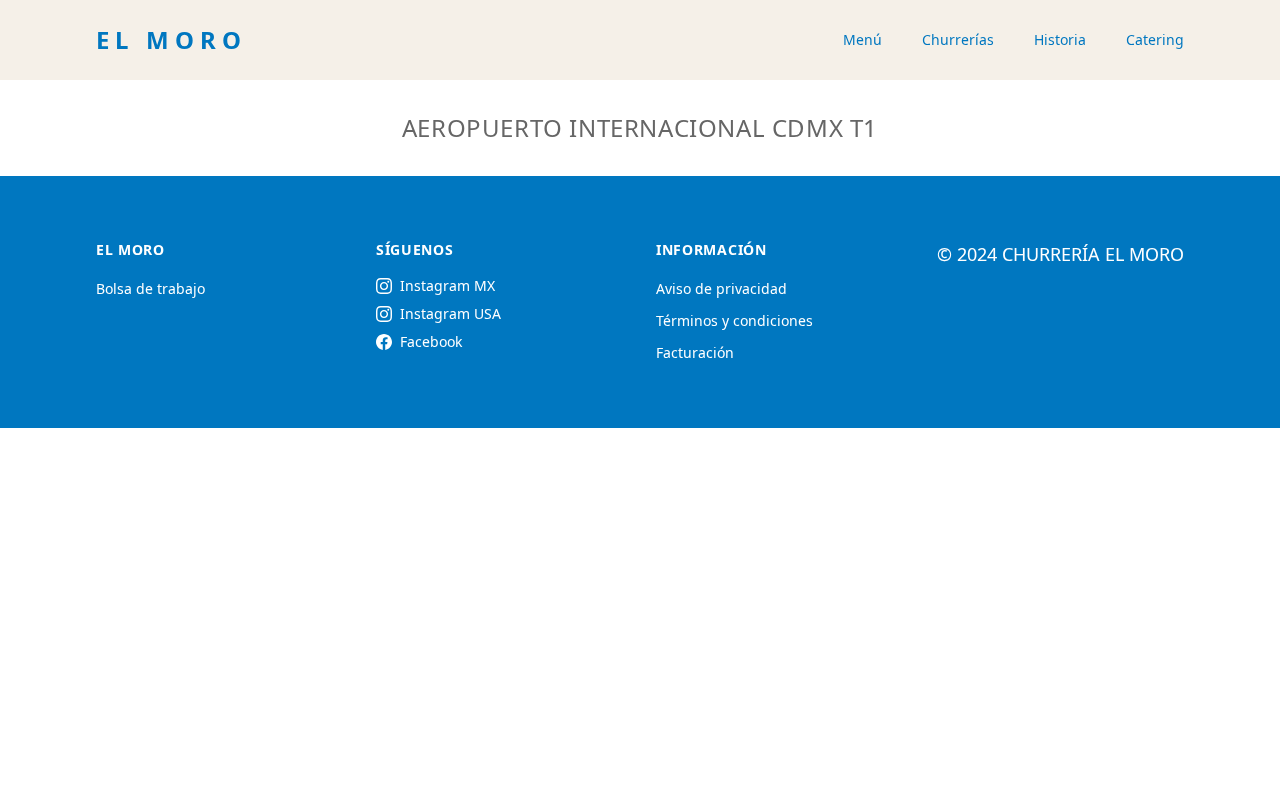 EL MORO
Menú
Churrerías
Historia
Catering
AEROPUERTO INTERNACIONAL CDMX T1
EL MORO
Bolsa de trabajo
SÍGUENOS
Instagram MX
Instagram USA
Facebook
INFORMACIÓN
Aviso de privacidad
Términos y condiciones
Facturación
© 2024 CHURRERÍA EL MORO